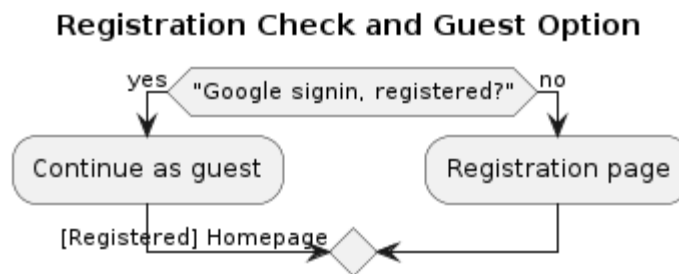 Registration Check and Guest Option
yes
"Google signin, registered?"
no
Continue as guest
Registration page
[Registered] Homepage